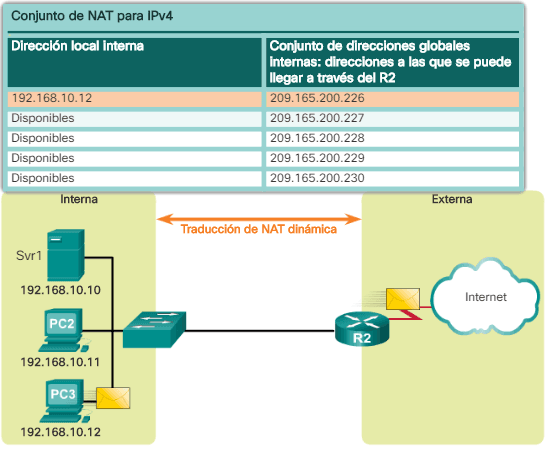 Conjunto de NAT para IPv4
Dirección local interna
Conjunto de direcciones globales
internas: direcciones a las que se puede
llegar a través del R2
192.168.10.12 209.165.200.226
Disponibles 209.165.200.227
Disponibles 209.165.200.228
Disponibles 209.165.200.229
Disponibles 209.165.200.230
Interna
Externa
Traducción de NAT dinámica
Svr1
192.168.10.10
PC2
192.168.10.11
PC3
192.168.10.12
R2
Internet